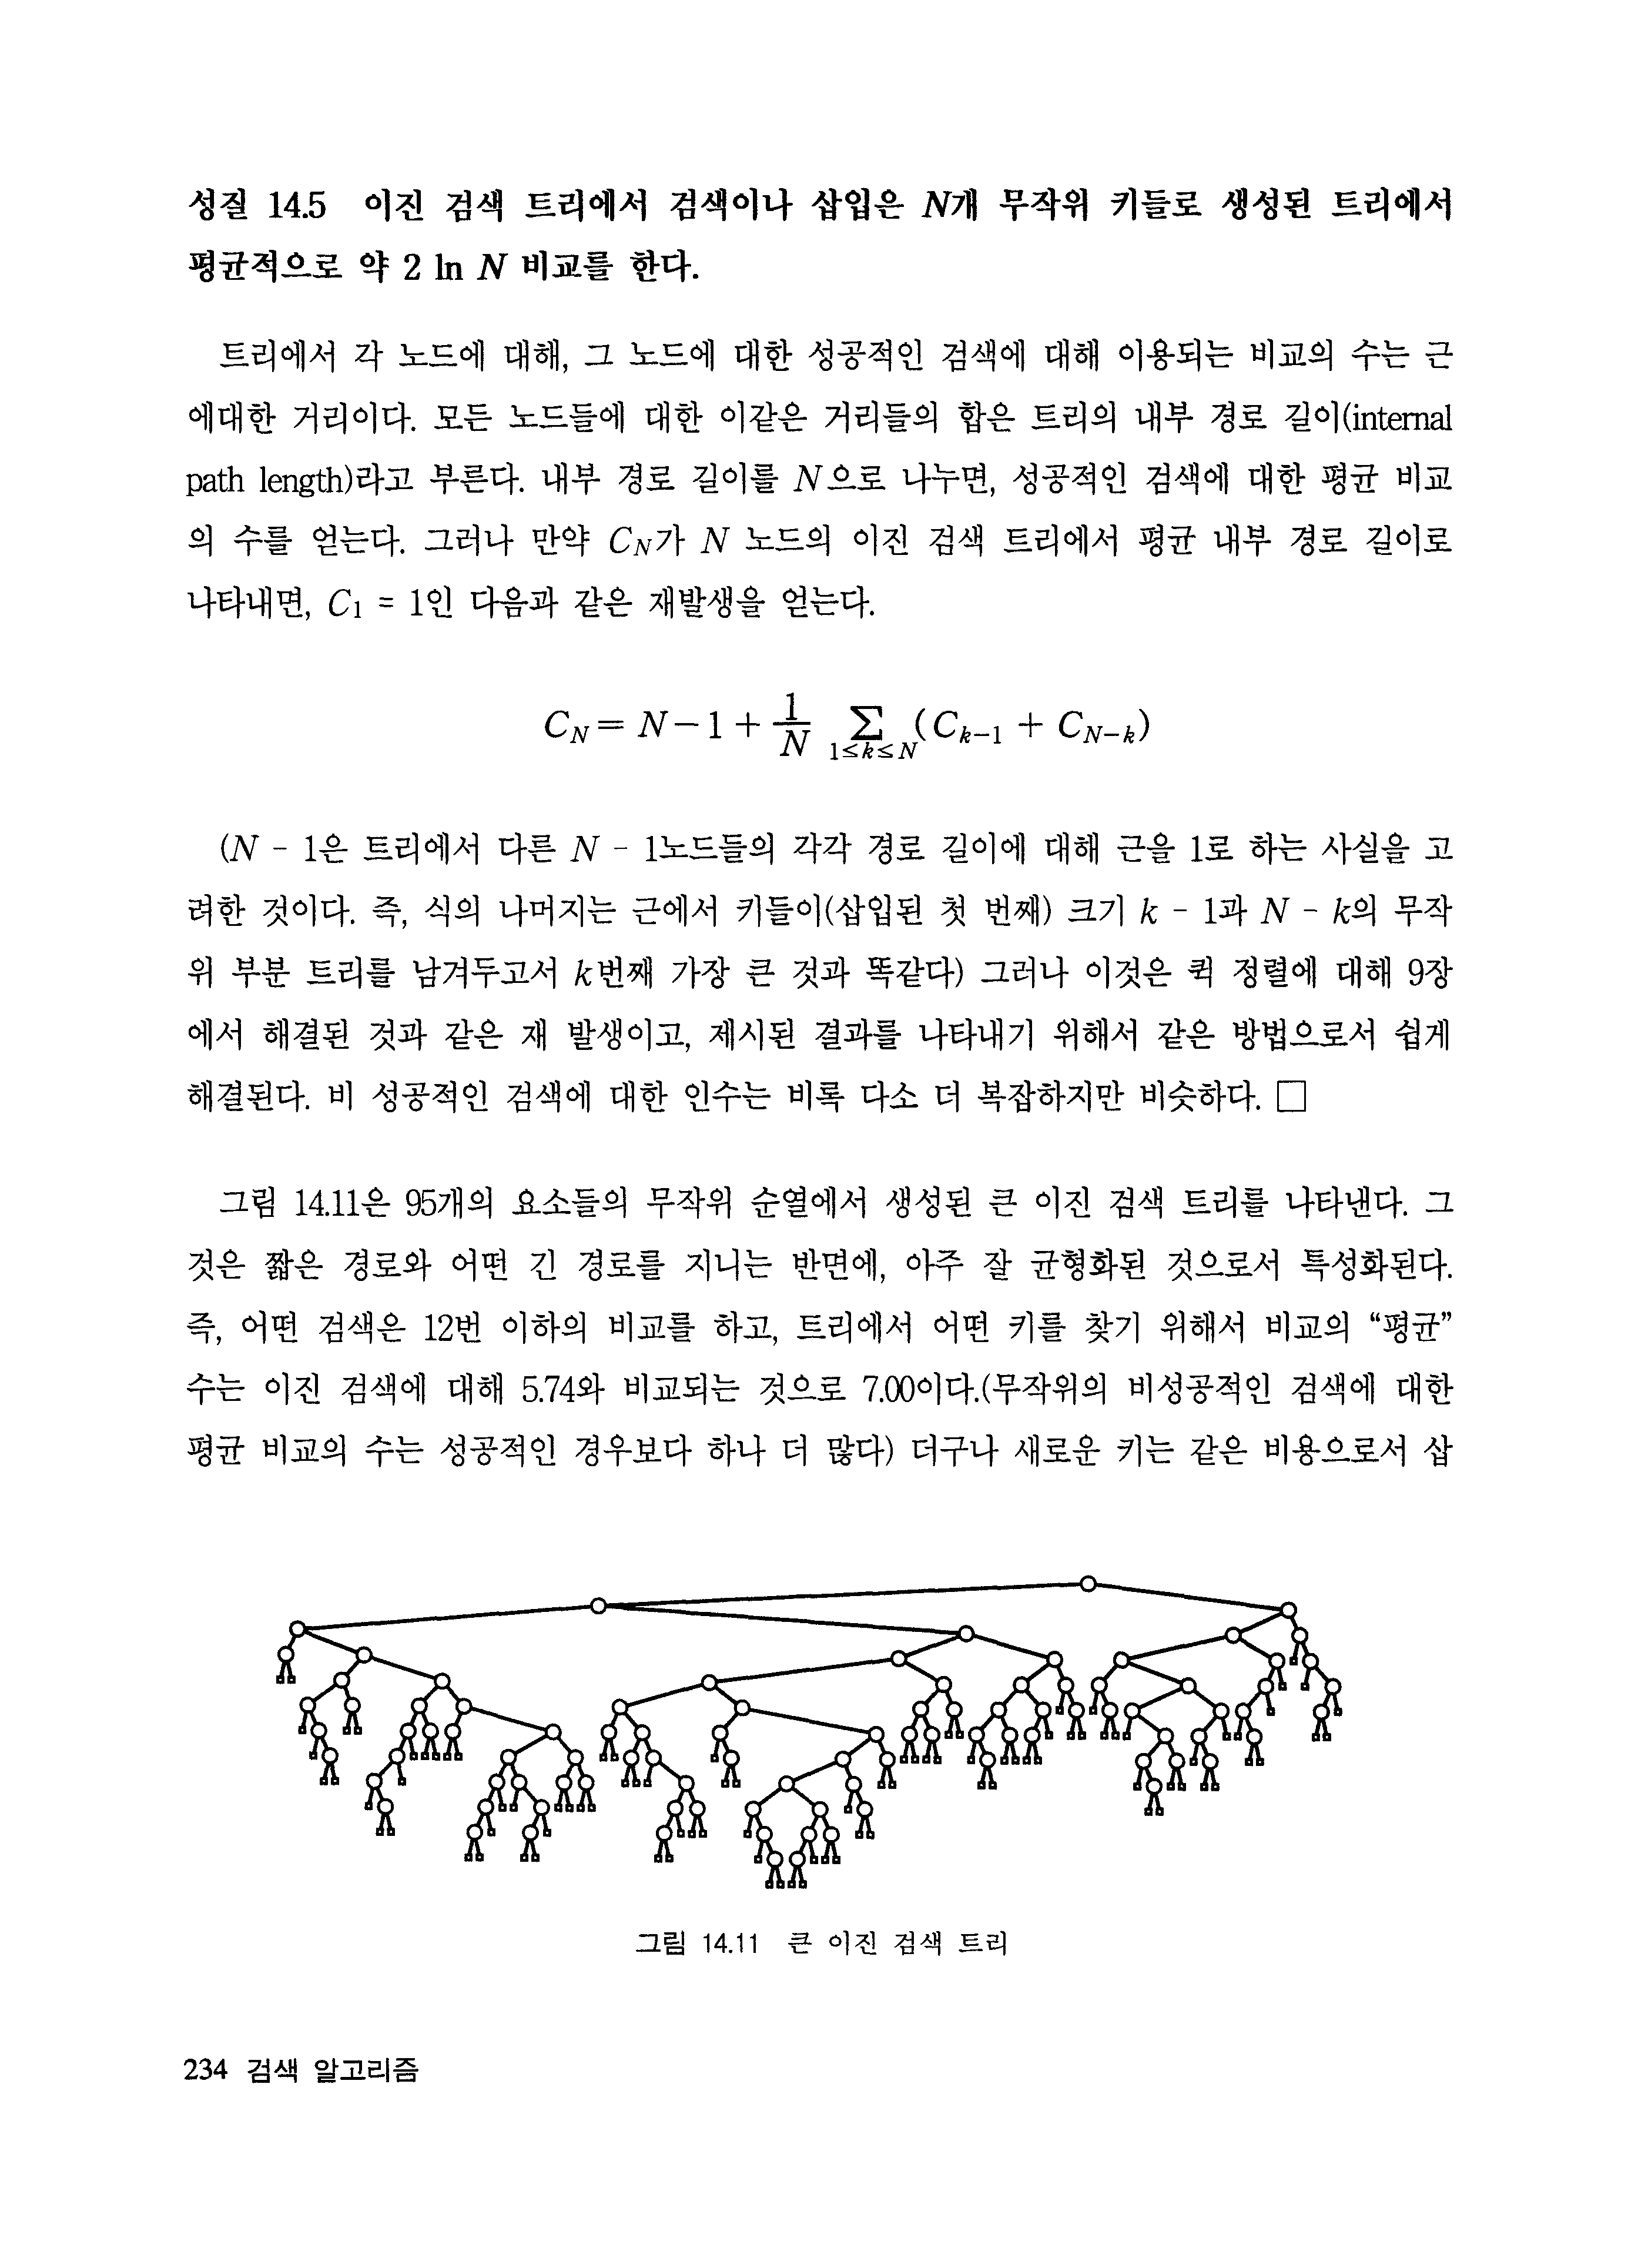 성질 14.5 이진 검색 트리에서 검색이나 삽입은 N개 무작위 키들로 생성된 트리에서
평균적으로 약 2 ln N 비교를 한다.
트리에서 각 노드에 대해, 그 노드에 대한 성공적인 검색에 대해 이용되는 비교의 수는 근
에대한 거리이다. 모든 노드들에 대한 이같은 거리들의 합은 트리의 내부 경로 길이(internal
path length)라고 부른다. 내부 경로 길이를 N으로 나누면, 성공적인 검색에 대한 평균 비교
의 수를 얻는다. 그러나 만약 C_N가 N 노드의 이진 검색 트리에서 평균 내부 경로 길이로
나타내면, C_1 = 1인 다음과 같은 재발생을 얻는다.
C_N = N − 1 + 1/N Σ_{1≤k≤N} (C_{k−1} + C_{N−k})
(N - 1은 트리에서 다른 N - 1노드들의 각각 경로 길이에 대해 근을 1로 하는 사실을 고
려한 것이다. 즉, 식의 나머지는 근에서 키들이(삽입된 첫 번째) 크기 k - 1과 N - k의 무작
위 부분 트리를 남겨두고서 k번째 가장 큰 것과 똑같다) 그러나 이것은 퀵 정렬에 대해 9장
에서 해결된 것과 같은 재 발생이고, 제시된 결과를 나타내기 위해서 같은 방법으로서 쉽게
해결된다. 비 성공적인 검색에 대한 인수는 비록 다소 더 복잡하지만 비슷하다. □
그림 14.11은 95개의 요소들의 무작위 순열에서 생성된 큰 이진 검색 트리를 나타낸다. 그
것은 짧은 경로와 어떤 긴 경로를 지니는 반면에, 아주 잘 균형화된 것으로서 특성화된다.
즉, 어떤 검색은 12번 이하의 비교를 하고, 트리에서 어떤 키를 찾기 위해서 비교의 “평균”
수는 이진 검색에 대해 5.74와 비교되는 것으로 7.00이다.(무작위의 비성공적인 검색에 대한
평균 비교의 수는 성공적인 경우보다 하나 더 많다) 더구나 새로운 키는 같은 비용으로서 삽
그림 14.11 큰 이진 검색 트리
234 검색 알고리즘